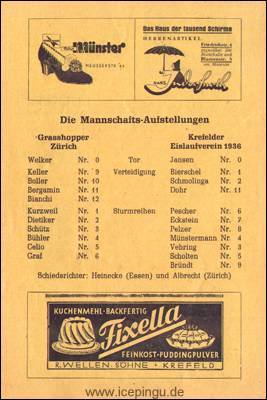 Münster
Das Haus der tausend Schirme
HERRENARTIKEL
HANS
Die Mannschafts-Aufstellungen
Grasshopper Krefelder
Zürich Eislaufverein 1936
Welker Nr. 0 Tor Jansen Nr. 0
Keller Nr. 9 Verteidigung Bierschel Nr. 1
Boller Nr. 10 Schmolinga Nr. 2
Bergamin Nr. 11 Dohr Nr. 11
Bianchi Nr. 12
Kurzweil Nr. 1 Sturmreihen Pescher Nr. 6
Dietiker Nr. 2 Eckstein Nr. 7
Schütz Nr. 3 Pelzer Nr. 8
Bühler Nr. 4 Münstermann Nr. 4
Celio Nr. 5 Vehring Nr. 3
Graf Nr. 6 Scholten Nr. 5
Bründt Nr. 9
Schiedsrichter: Heinecke (Essen) und Albrecht (Zürich)
KUCHENMEHL-BACKFERTIG
Fixella
FEINKOST-PUDDINGPULVER
R. WELLEN SÖHNE • KREFELD
www.icepingu.de